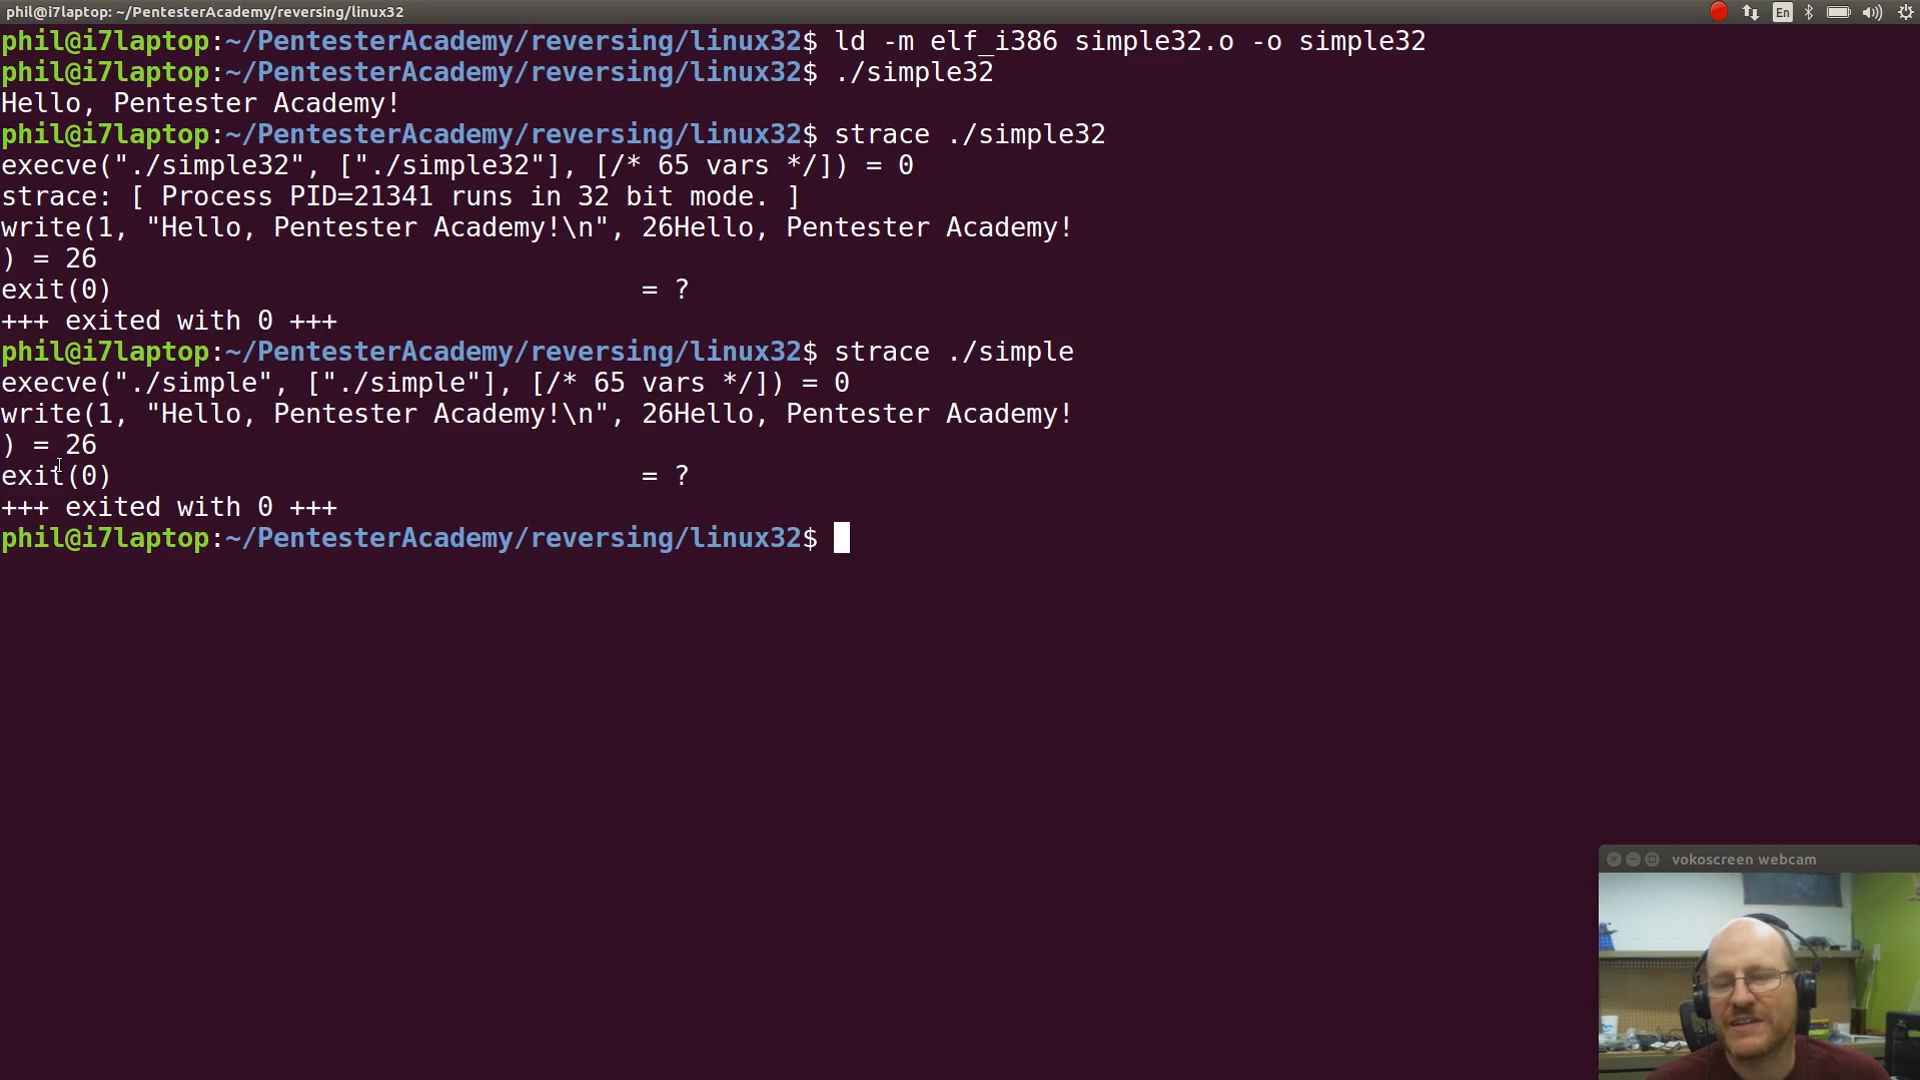 phil@i7laptop: ~/PentesterAcademy/reversing/linux32
En
phil@i7laptop:~/PentesterAcademy/reversing/linux32$ ld -m elf_i386 simple32.o -o simple32
phil@i7laptop:~/PentesterAcademy/reversing/linux32$ ./simple32
Hello, Pentester Academy!
phil@i7laptop:~/PentesterAcademy/reversing/linux32$ strace ./simple32
execve("./simple32", ["./simple32"], [/* 65 vars */]) = 0
strace: [ Process PID=21341 runs in 32 bit mode. ]
write(1, "Hello, Pentester Academy!\n", 26Hello, Pentester Academy!
) = 26
exit(0)                                 = ?
+++ exited with 0 +++
phil@i7laptop:~/PentesterAcademy/reversing/linux32$ strace ./simple
execve("./simple", ["./simple"], [/* 65 vars */]) = 0
write(1, "Hello, Pentester Academy!\n", 26Hello, Pentester Academy!
) = 26
exit(0)                                 = ?
+++ exited with 0 +++
phil@i7laptop:~/PentesterAcademy/reversing/linux32$
vokoscreen webcam